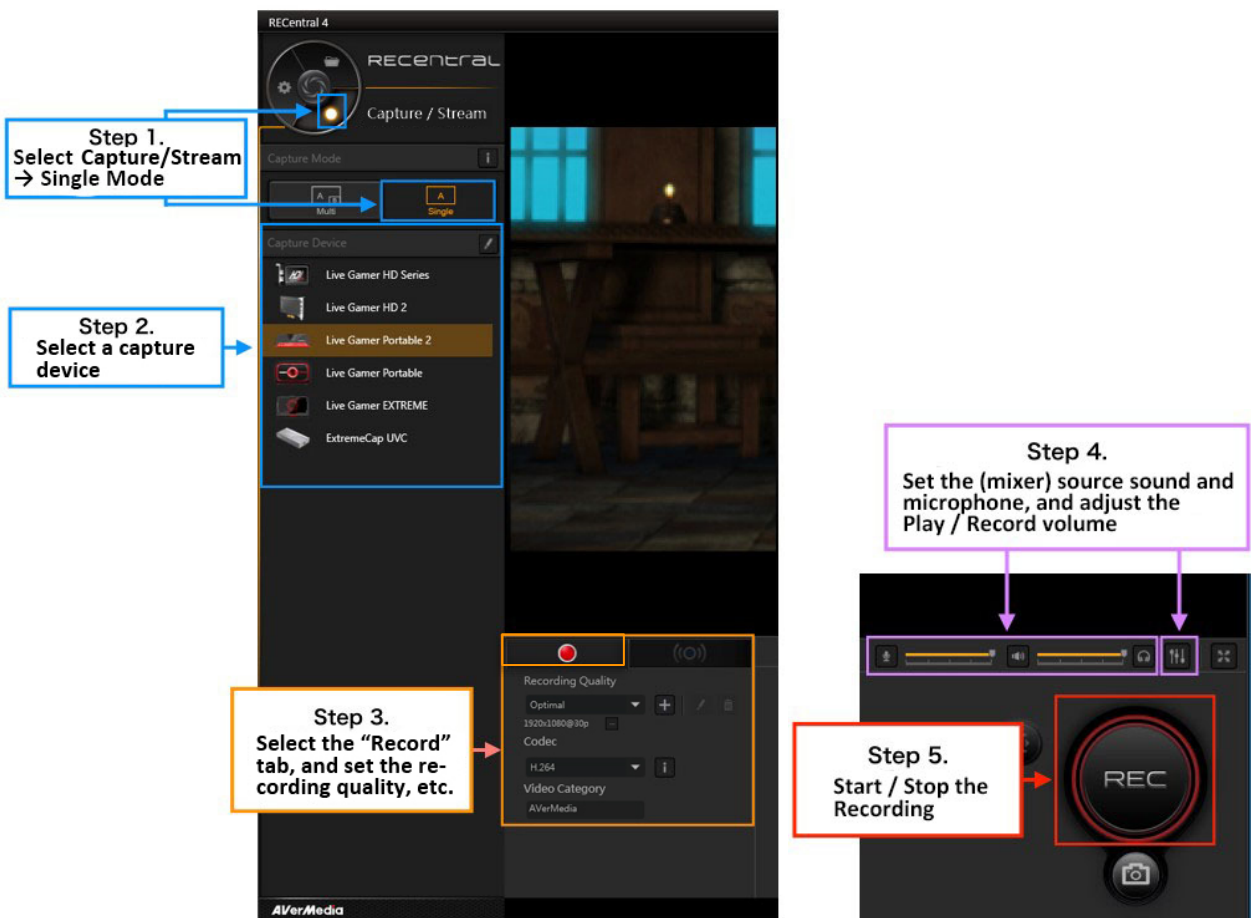 RECentral 4
RECentral
Capture / Stream
Step 1.
Select Capture/Stream
→ Single Mode
Capture Mode
i
A B
Multi
A
Single
Capture Device
Live Gamer HD Series
Live Gamer HD 2
Step 2.
Select a capture
device
Live Gamer Portable 2
Live Gamer Portable
Live Gamer EXTREME
ExtremeCap UVC
Step 4.
Set the (mixer) source sound and
microphone, and adjust the
Play / Record volume
Step 3.
Select the “Record”
tab, and set the re-
cording quality, etc.
Recording Quality
Optimal
1920x1080@30p
Codec
H.264
i
Video Category
AVerMedia
Step 5.
Start / Stop the
Recording
REC
AVerMedia